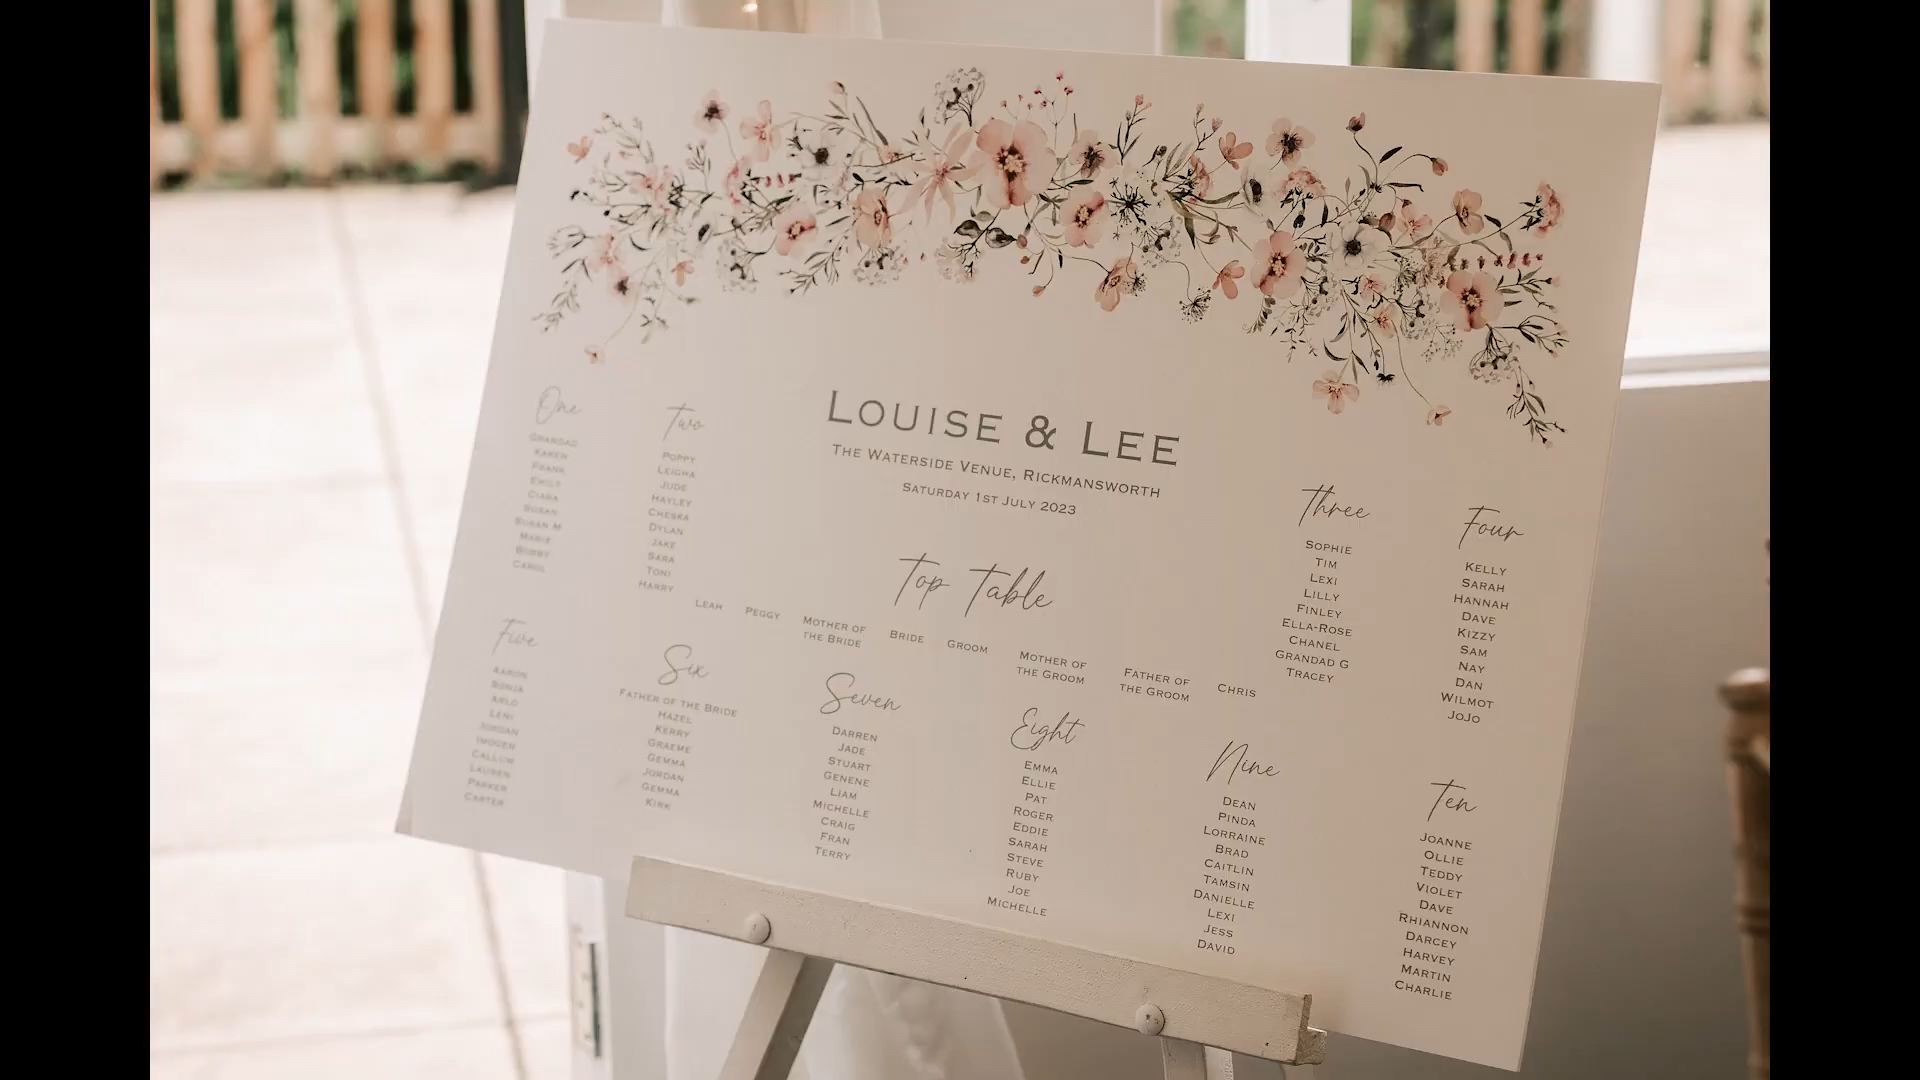 Louise & Lee
The Waterside Venue, Rickmansworth
Saturday 1st July 2023
One
Grandad
Karen
Frank
Emily
Ciara
Susan
Susan M
Marie
Bobby
Carol
Two
Poppy
Leigha
Jude
Hayley
Cheska
Dylan
Jake
Sara
Toni
Harry
Top Table
Leah
Peggy
Mother of
the Bride
Bride
Groom
Mother of
the Groom
Father of
the Groom
Chris
Three
Sophie
Tim
Lexi
Lilly
Finley
Ella-Rose
Chanel
Grandad G
Tracey
Four
Kelly
Sarah
Hannah
Dave
Kizzy
Sam
Nay
Dan
Wilmot
JoJo
Five
Aaron
Sonja
Arlo
Leni
Jordan
Imogen
Callum
Lauren
Parker
Carter
Six
Father of the Bride
Hazel
Kerry
Graeme
Gemma
Jordan
Gemma
Kirk
Seven
Darren
Jade
Stuart
Genene
Liam
Michelle
Craig
Fran
Terry
Eight
Emma
Ellie
Pat
Roger
Eddie
Sarah
Steve
Ruby
Joe
Michelle
Nine
Dean
Pinda
Lorraine
Brad
Caitlin
Tamsin
Danielle
Lexi
Jess
David
Ten
Joanne
Ollie
Teddy
Violet
Dave
Rhiannon
Darcey
Harvey
Martin
Charlie